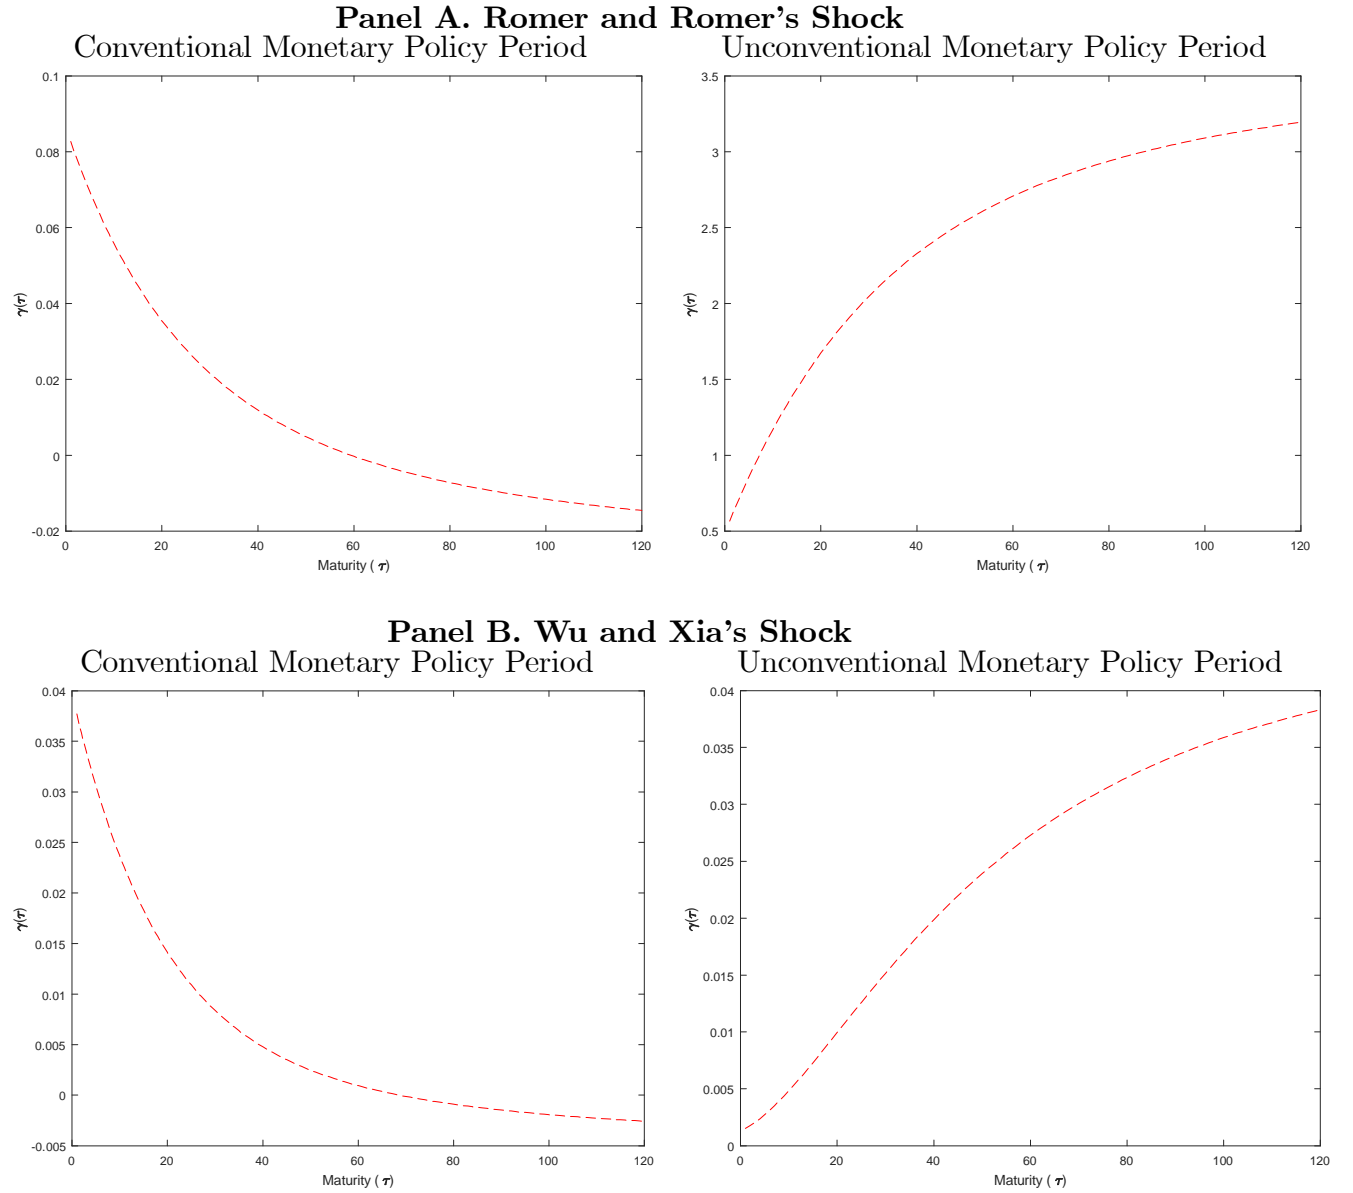 Panel A. Romer and Romer's Shock
Conventional Monetary Policy Period
Unconventional Monetary Policy Period
0.1
0.08
0.06
0.04
0.02
0
-0.02
γ(τ)
0 20 40 60 80 100 120
Maturity ( τ)
3.5
3
2.5
2
1.5
1
0.5
γ(τ)
0 20 40 60 80 100 120
Maturity ( τ)
Panel B. Wu and Xia's Shock
Conventional Monetary Policy Period
Unconventional Monetary Policy Period
0.04
0.035
0.03
0.025
0.02
0.015
0.01
0.005
0
-0.005
γ(τ)
0 20 40 60 80 100 120
Maturity ( τ)
0.04
0.035
0.03
0.025
0.02
0.015
0.01
0.005
0
γ(τ)
0 20 40 60 80 100 120
Maturity ( τ)